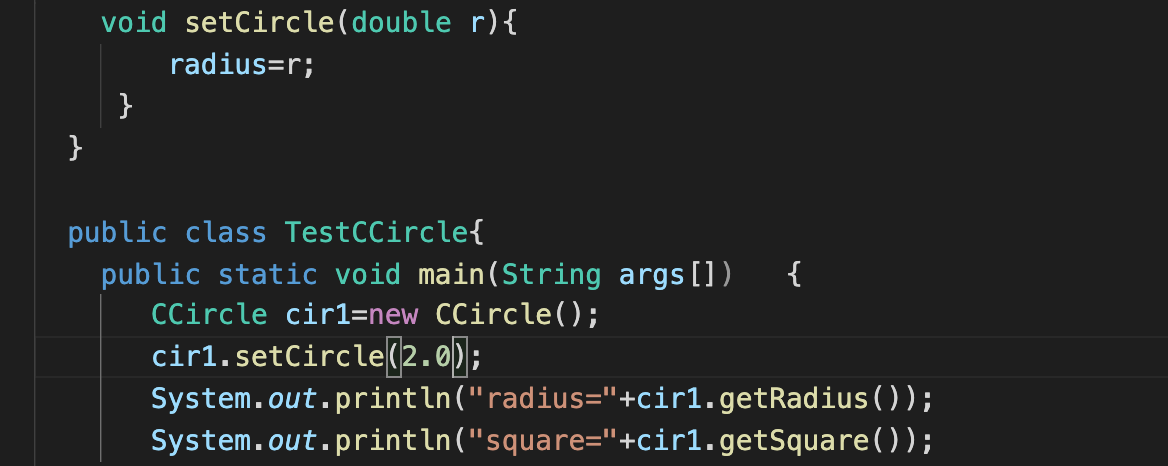 void setCircle(double r){
radius=r;
}
}
public class TestCCircle{
public static void main(String args[])   {
CCircle cir1=new CCircle();
cir1.setCircle(2.0);
System.out.println("radius="+cir1.getRadius());
System.out.println("square="+cir1.getSquare());